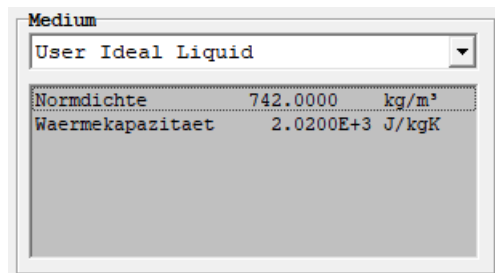 Medium
User Ideal Liquid
Normdichte 742.0000 kg/m³
Waermekapazitaet 2.0200E+3 J/kgK